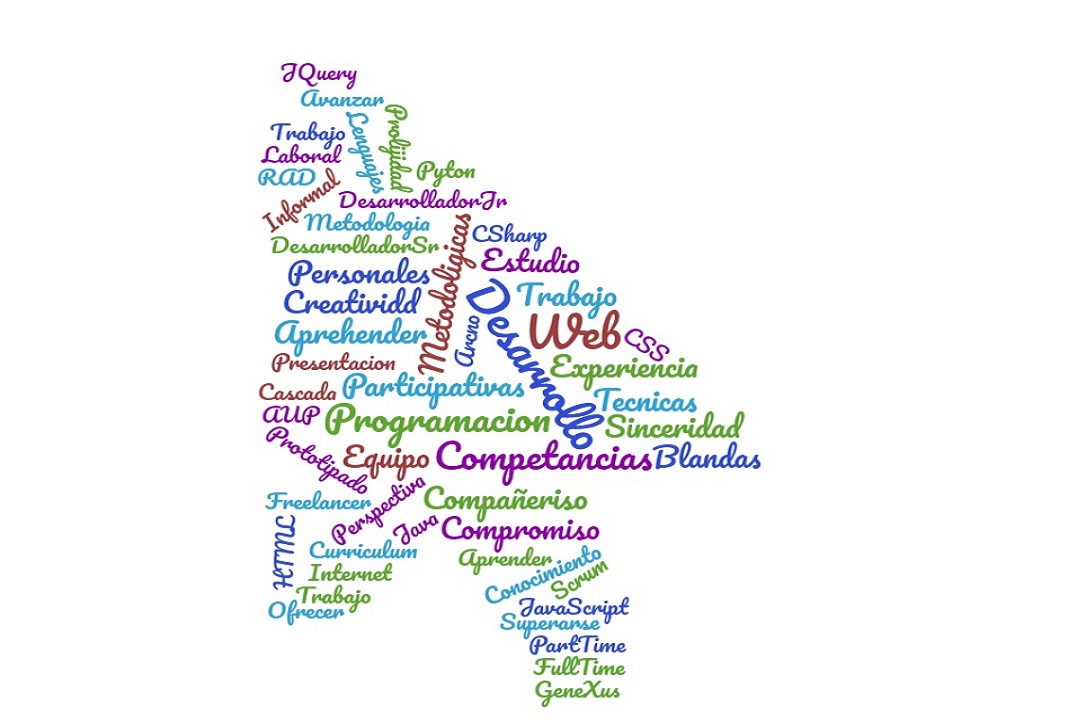 JQuery
Avanzar
Lenguajes
Prolijidad
Trabajo
Laboral
RAD
Pyton
Informal
DesarrolladorJr
Metodologia
CSharp
DesarrolladorSr
Metodoligicas
Estudio
Personales
Desarrollo
Trabajo
Creatividd
Web
CSS
Aprehender
Arcno
Presentacion
Experiencia
Cascada
Participativas
Tecnicas
AUP
Programacion
Sinceridad
Prototipado
Equipo
Competancias
Blandas
Freelancer
Perspectiva
Compañeriso
HTML
Java
Compromiso
Curriculum
Aprender
Internet
Conocimiento
Scrum
Trabajo
Ofrecer
JavaScript
Superarse
PartTime
FullTime
GeneXus